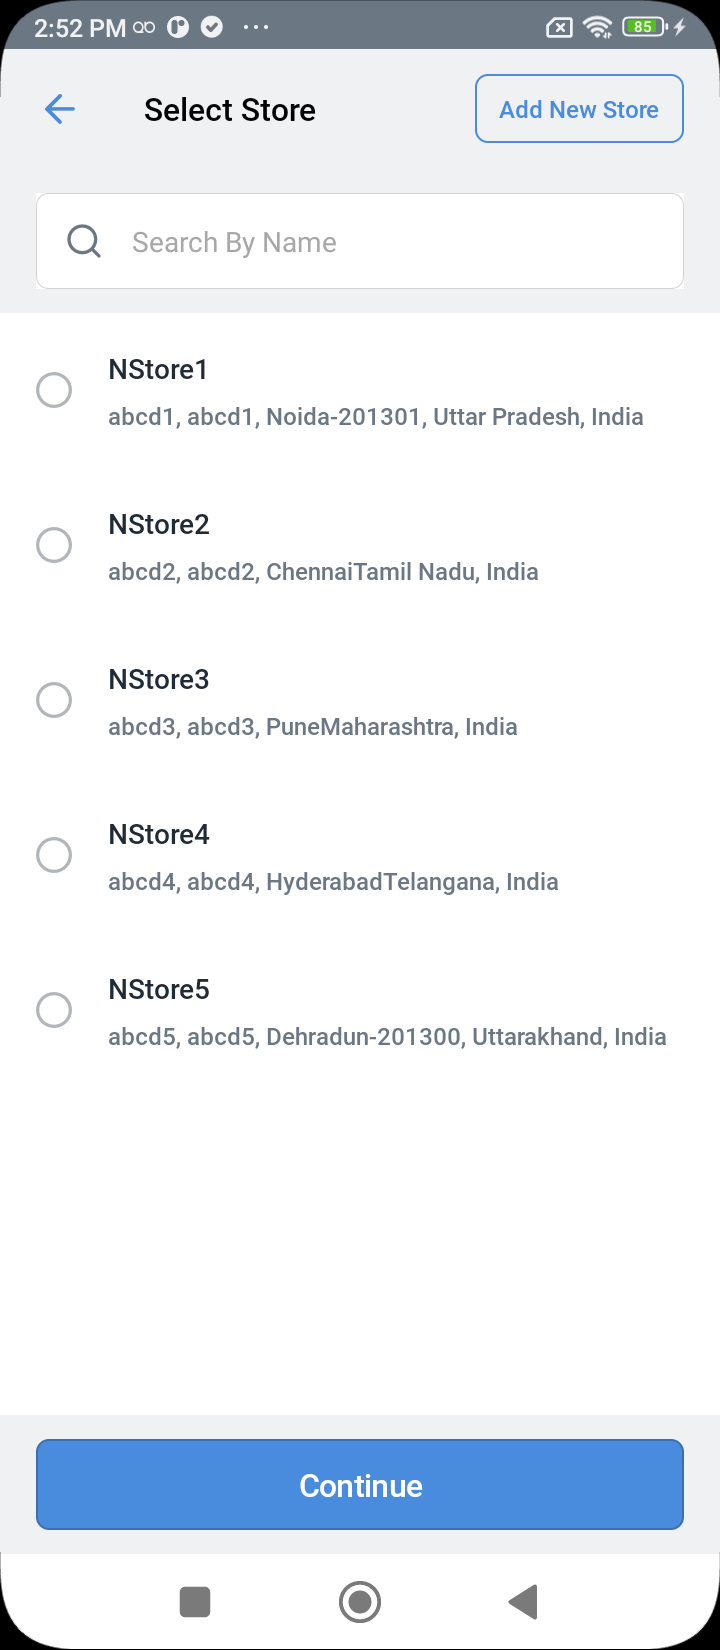 2:52 PM
85
Select Store
Add New Store
Search By Name
NStore1
abcd1, abcd1, Noida-201301, Uttar Pradesh, India
NStore2
abcd2, abcd2, ChennaiTamil Nadu, India
NStore3
abcd3, abcd3, PuneMaharashtra, India
NStore4
abcd4, abcd4, HyderabadTelangana, India
NStore5
abcd5, abcd5, Dehradun-201300, Uttarakhand, India
Continue